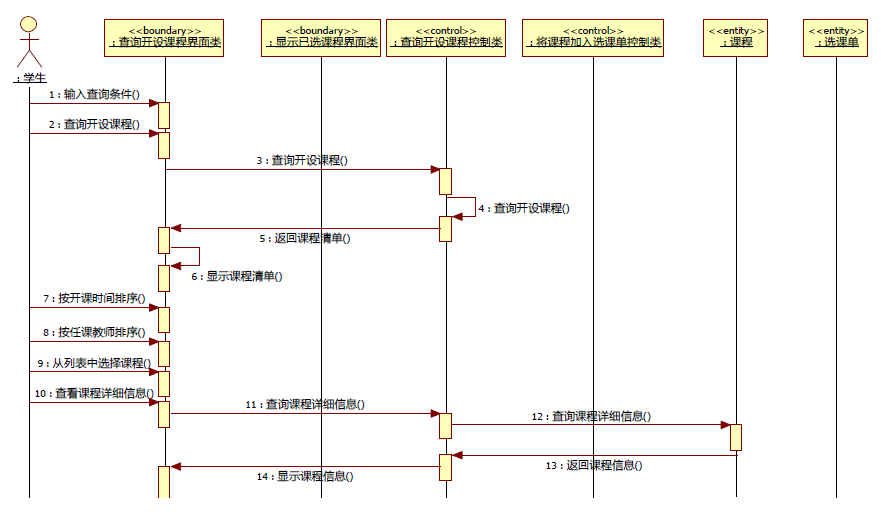 <<boundary>>
: 查询开设课程界面类
<<boundary>>
: 显示已选课程界面类
<<control>>
: 查询开设课程控制类
<<control>>
: 将课程加入选课单控制类
<<entity>>
: 课程
<<entity>>
: 选课单
: 学生
1 : 输入查询条件()
2 : 查询开设课程()
3 : 查询开设课程()
4 : 查询开设课程()
5 : 返回课程清单()
6 : 显示课程清单()
7 : 按开课时间排序()
8 : 按任课教师排序()
9 : 从列表中选择课程()
10 : 查看课程详细信息()
11 : 查询课程详细信息()
12 : 查询课程详细信息()
13 : 返回课程信息()
14 : 显示课程信息()